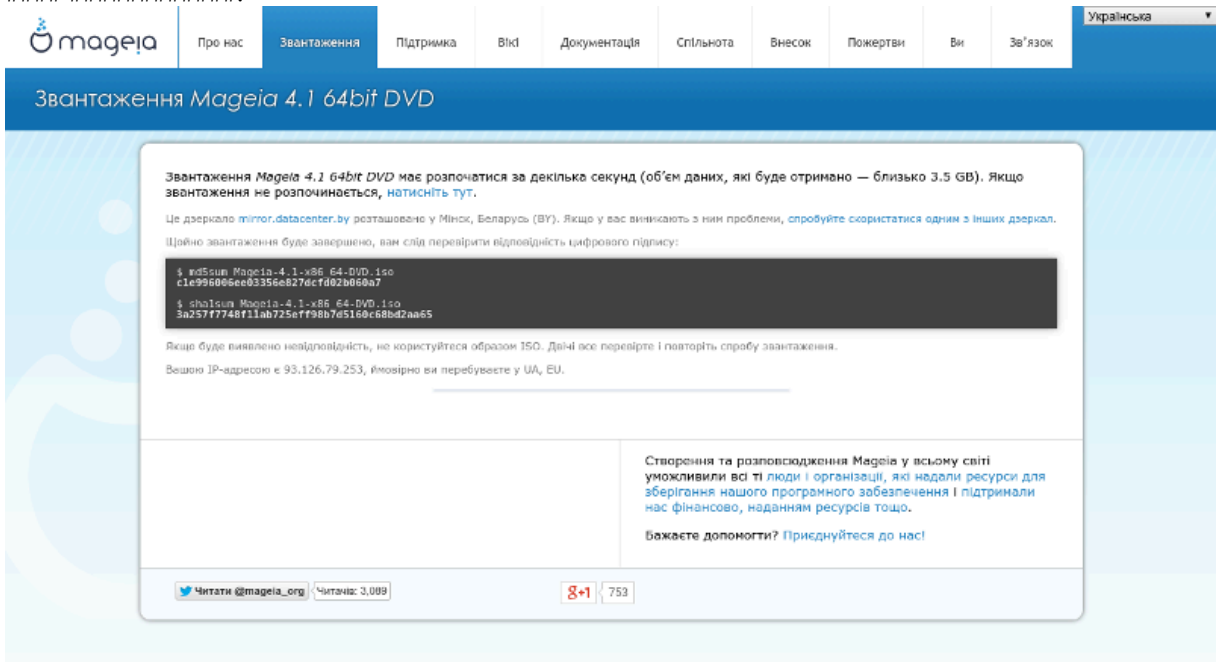 Українська
mageia
Про нас
Звантаження
Підтримка
Вікі
Документація
Спільнота
Внесок
Пожертви
Ви
Зв'язок
Звантаження Mageia 4.1 64bit DVD
Звантаження Mageia 4.1 64bit DVD має розпочатися за декілька секунд (об'єм даних, які буде отримано — близько 3.5 GB). Якщо
звантаження не розпочинається, натисніть тут.
Це дзеркало mirror.datacenter.by розташовано у Мінск, Беларусь (BY). Якщо у вас виникають з ним проблеми, спробуйте скористатися одним з інших дзеркал.
Щойно звантаження буде завершено, вам слід перевірити відповідність цифрового підпису:
$ md5sum Mageia-4.1-x86_64-DVD.iso
c1e996006ee03356e827dcfd02b060a7
$ sha1sum Mageia-4.1-x86_64-DVD.iso
3a257f7748f11ab725eff98b7d5160c68bd2aa65
Якщо буде виявлено невідповідність, не користуйтеся образом ISO. Двічі все перевірте і повторіть спробу звантаження.
Вашою IP-адресою є 93.126.79.253, ймовірно ви перебуваєте у UA, EU.
Створення та розповсюдження Mageia у всьому світі
уможливили всі ті люди і організації, які надали ресурси для
зберігання нашого програмного забезпечення і підтримали
нас фінансово, наданням ресурсів тощо.
Бажаєте допомогти? Приєднуйтеся до нас!
Читати @mageia_org
Читачів: 3,089
g+1
753